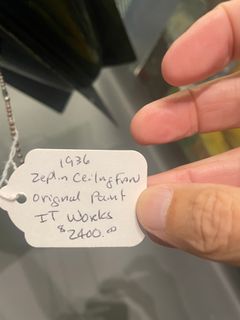 1936
Zeplin Ceiling Fan
Original Paint
IT Works
$2400.00